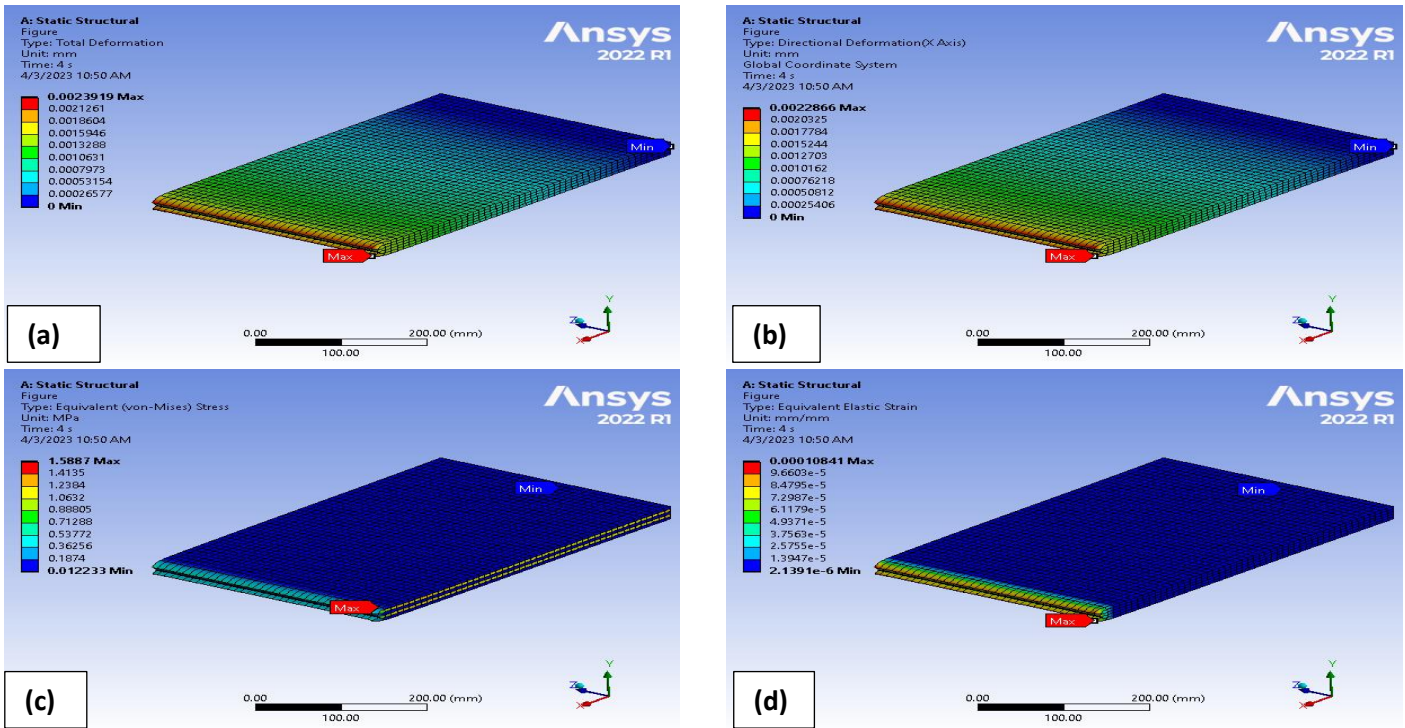 A: Static Structural
Figure
Type: Total Deformation
Unit: mm
Time: 4 s
4/3/2023 10:50 AM
Ansys
2022 R1
0.0023919 Max
0.0021261
0.0018604
0.0015946
0.0013288
0.0010631
0.0007973
0.00053154
0.00026577
0 Min
Min
Max
Y
Z
X
0.00
200.00 (mm)
100.00
(a)
A: Static Structural
Figure
Type: Directional Deformation(X Axis)
Unit: mm
Global Coordinate System
Time: 4 s
4/3/2023 10:50 AM
Ansys
2022 R1
0.0022866 Max
0.0020325
0.0017784
0.0015244
0.0012703
0.0010162
0.00076218
0.00050812
0.00025406
0 Min
Min
Max
Y
Z
X
0.00
200.00 (mm)
100.00
(b)
A: Static Structural
Figure
Type: Equivalent (von-Mises) Stress
Unit: MPa
Time: 4 s
4/3/2023 10:50 AM
Ansys
2022 R1
1.5887 Max
1.4135
1.2384
1.0632
0.88805
0.71288
0.53772
0.36256
0.1874
0.012233 Min
Min
Max
Y
Z
X
0.00
200.00 (mm)
100.00
(c)
A: Static Structural
Figure
Type: Equivalent Elastic Strain
Unit: mm/mm
Time: 4 s
4/3/2023 10:50 AM
Ansys
2022 R1
0.00010841 Max
9.6603e-5
8.4795e-5
7.2987e-5
6.1179e-5
4.9371e-5
3.7563e-5
2.5755e-5
1.3947e-5
2.1391e-6 Min
Min
Max
Y
Z
X
0.00
200.00 (mm)
100.00
(d)